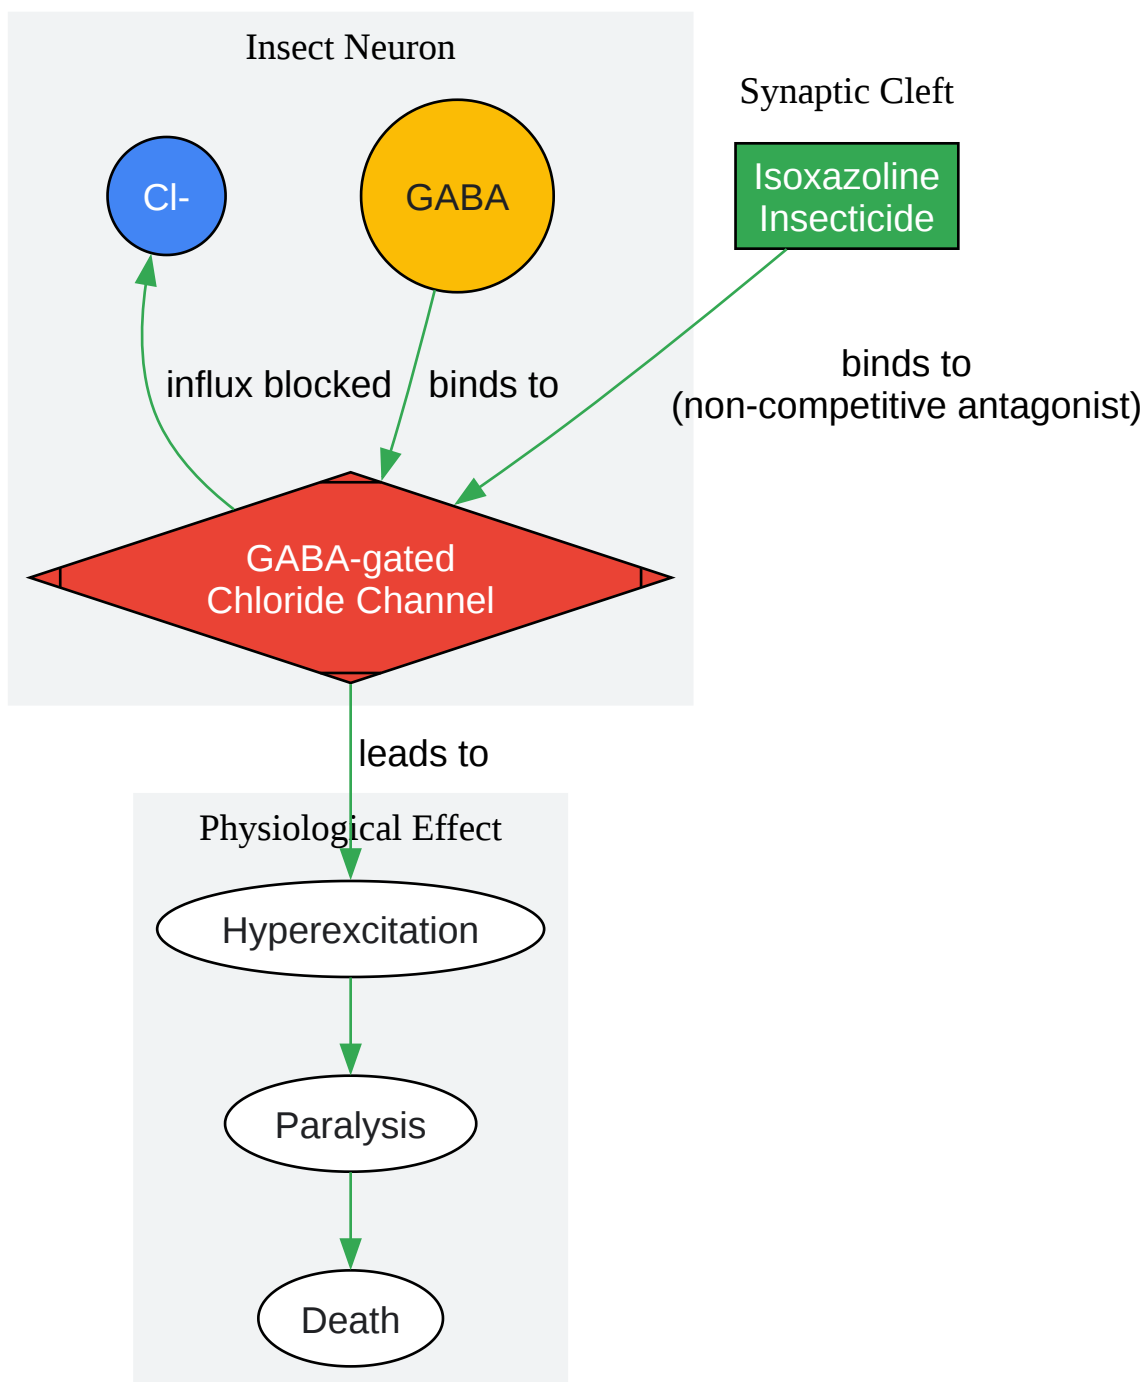 Insect Neuron
Synaptic Cleft
Cl-
GABA
Isoxazoline
Insecticide
influx blocked
binds to
binds to
(non-competitive antagonist)
GABA-gated
Chloride Channel
leads to
Physiological Effect
Hyperexcitation
Paralysis
Death